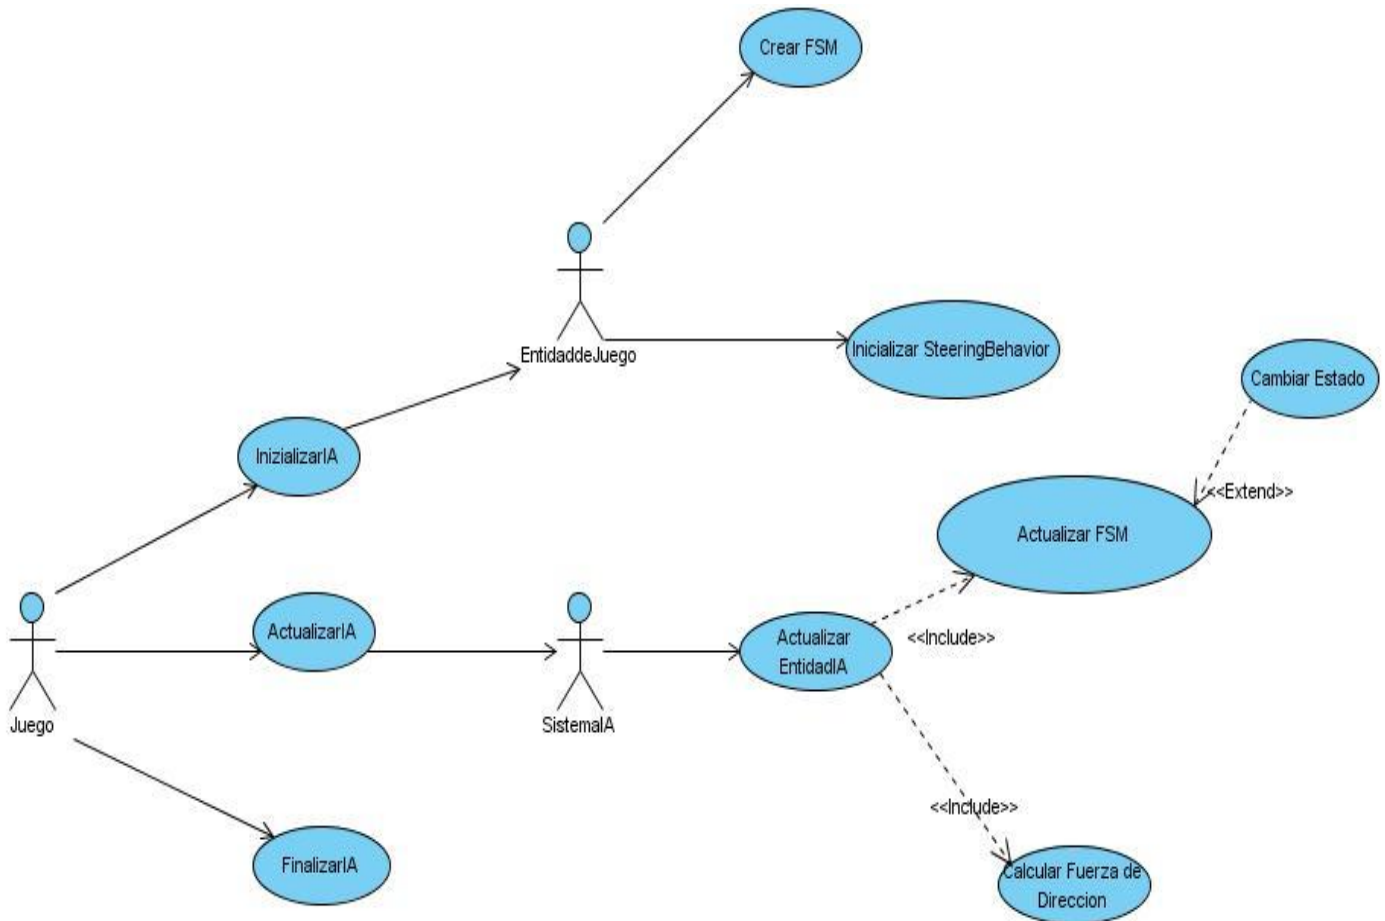 Crear FSM
EntidaddeJuego
Inicializar SteeringBehavior
Cambiar Estado
InizializarIA
<<Extend>>
Actualizar FSM
ActualizarIA
<<Include>>
Actualizar
EntidadIA
Juego
SistemaIA
<<Include>>
FinalizarIA
Calcular Fuerza de
Direccion